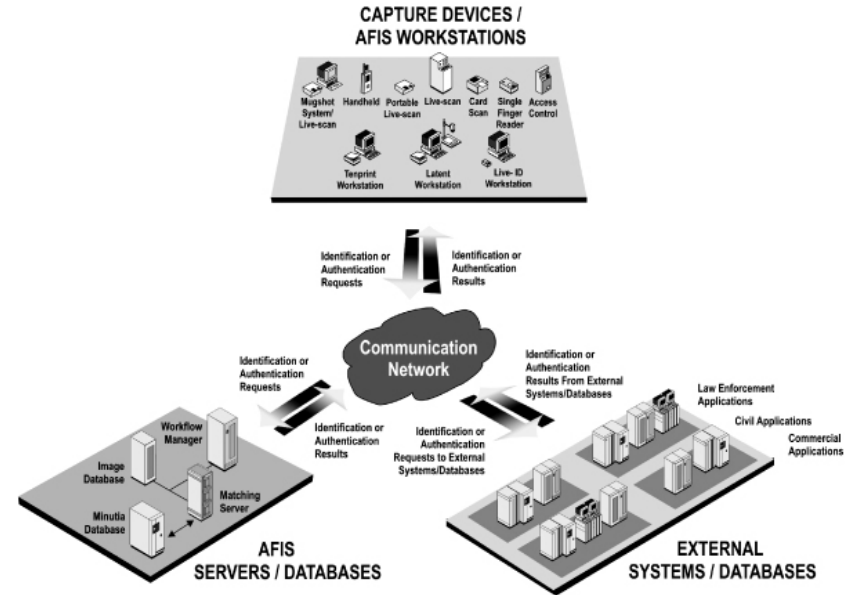 CAPTURE DEVICES /
AFIS WORKSTATIONS
Mugshot
System/
Live-scan
Handheld
Portable
Live-scan
Live-scan
Card
Scan
Single
Finger
Reader
Access
Control
Tenprint
Workstation
Latent
Workstation
Live- ID
Workstation
Identification or
Authentication
Requests
Identification or
Authentication
Results
Communication
Network
Identification or
Authentication
Requests
Identification or
Authentication
Results
Identification or
Authentication
Results From External
Systems/Databases
Identification or
Authentication
Requests to External
Systems/Databases
Law Enforcement
Applications
Civil Applications
Commercial
Applications
Workflow
Manager
Image
Database
Matching
Server
Minutia
Database
AFIS
SERVERS / DATABASES
EXTERNAL
SYSTEMS / DATABASES